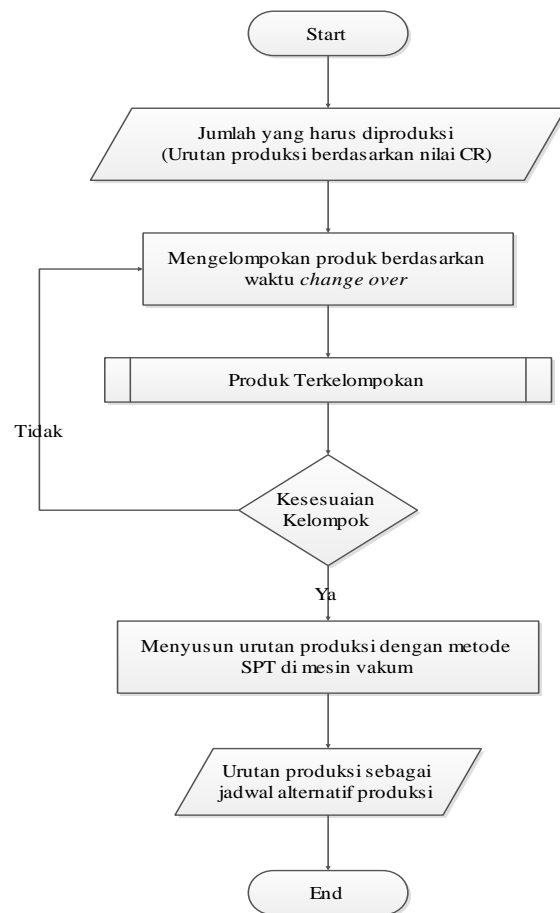 Start
Jumlah yang harus diproduksi
(Urutan produksi berdasarkan nilai CR)
Mengelompokan produk berdasarkan
waktu change over
Produk Terkelompokan
Tidak
Kesesuaian
Kelompok
Ya
Menyusun urutan produksi dengan metode
SPT di mesin vakum
Urutan produksi sebagai
jadwal alternatif produksi
End